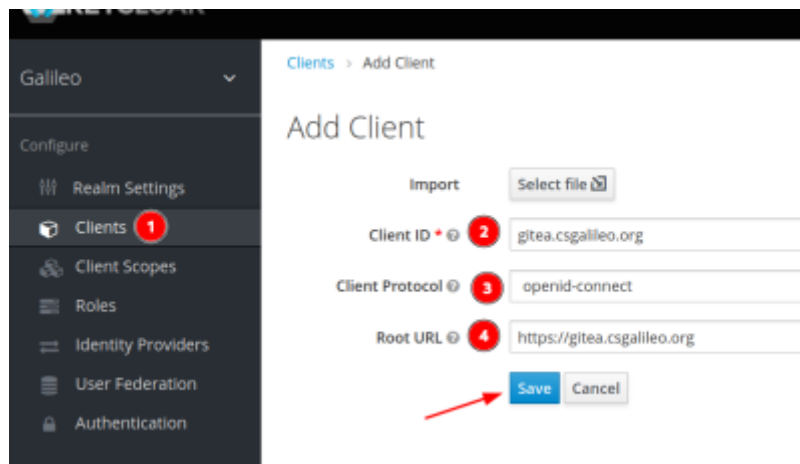 KEYCLOAK
Galileo
Clients > Add Client
Add Client
Configure
Realm Settings
Clients 1
Client Scopes
Roles
Identity Providers
User Federation
Authentication
Import Select file
Client ID * 2 gitea.csgalileo.org
Client Protocol 3 openid-connect
Root URL 4 https://gitea.csgalileo.org
Save Cancel